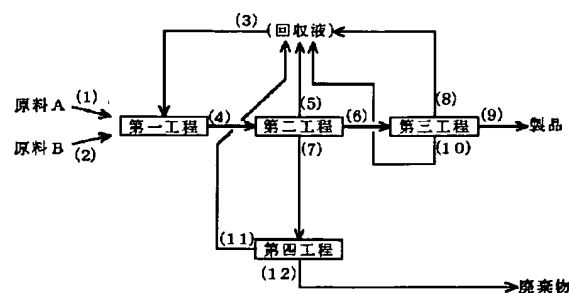 (3)
(回収液)
(1)
原料A
(4)
(5)
(6)
(8)
(9)
第一工程
第二工程
第三工程
製品
原料B
(2)
(7)
(10)
(11)
第四工程
(12)
廃棄物